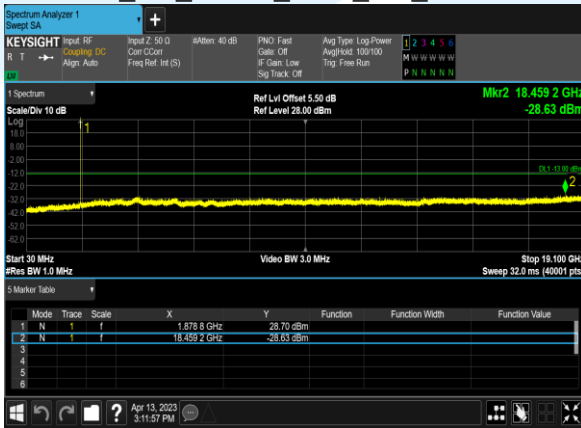 Spectrum Analyzer 1
Swept SA
+
KEYSIGHT Input: RF Input Z: 50 Ω #Atten: 40 dB PNO: Fast Avg Type: Log-Power 1 2 3 4 5 6
R T Coupling: DC Corr CCorr Gate: Off Avg|Hold: 100/100 M W W W W W
Align: Auto Freq Ref: Int (S) IF Gain: Low Trig: Free Run
Sig Track: Off P N N N N N
1 Spectrum
Scale/Div 10 dB Ref Lvl Offset 5.50 dB Mkr2 18.459 2 GHz
Ref Level 28.00 dBm -28.63 dBm
Log
1
18.0
8.00
-2.00
-12.0 DL1 -13.00 dBm
-22.0 2
-32.0
-42.0
-52.0
-62.0
Start 30 MHz Video BW 3.0 MHz Stop 19.100 GHz
#Res BW 1.0 MHz Sweep 32.0 ms (40001 pts)
5 Marker Table
Mode Trace Scale X Y Function Function Width Function Value
1 N 1 f 1.878 8 GHz 28.70 dBm
2 N 1 f 18.459 2 GHz -28.63 dBm
3
4
5
6
? Apr 13, 2023
3:11:57 PM